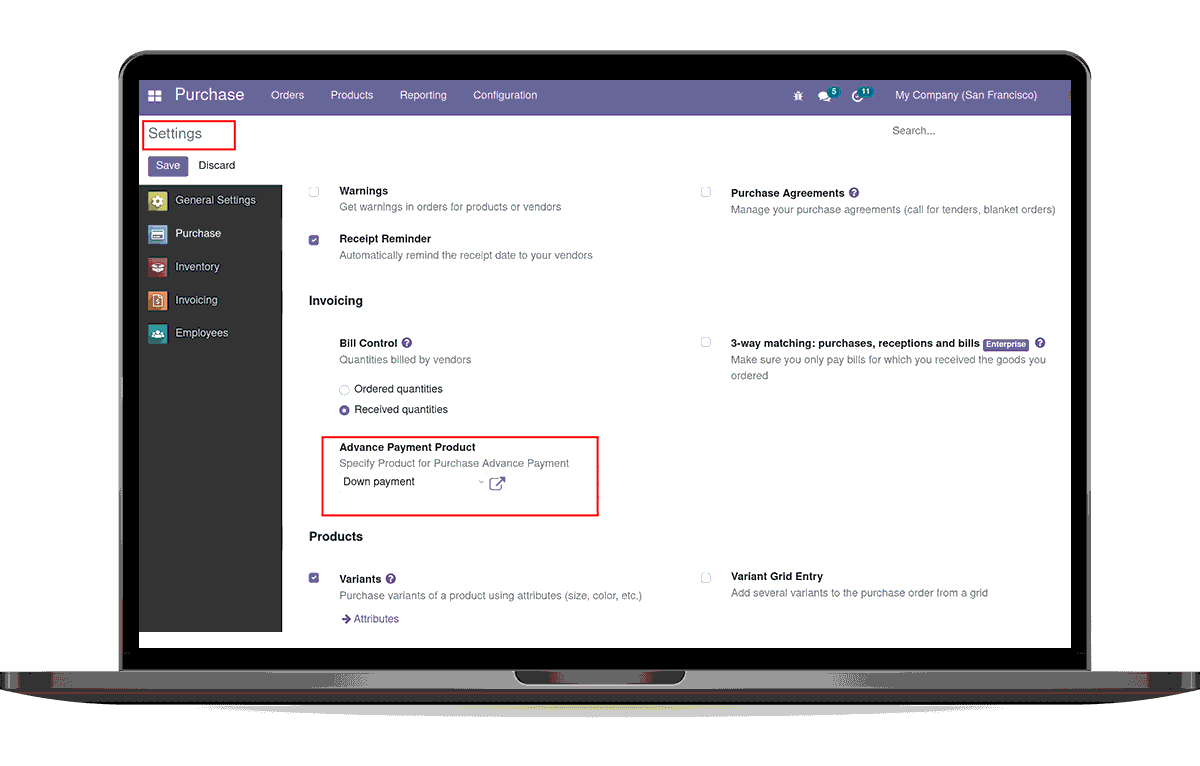 Purchase
Orders
Products
Reporting
Configuration
5
11
My Company (San Francisco)
Settings
Search...
Save
Discard
General Settings
Purchase
Inventory
Invoicing
Employees
Warnings
Get warnings in orders for products or vendors
Purchase Agreements
Manage your purchase agreements (call for tenders, blanket orders)
Receipt Reminder
Automatically remind the receipt date to your vendors
Invoicing
Bill Control
Quantities billed by vendors
Ordered quantities
Received quantities
3-way matching: purchases, receptions and bills Enterprise
Make sure you only pay bills for which you received the goods you
ordered
Advance Payment Product
Specify Product for Purchase Advance Payment
Down payment
Products
Variants
Purchase variants of a product using attributes (size, color, etc.)
Attributes
Variant Grid Entry
Add several variants to the purchase order from a grid